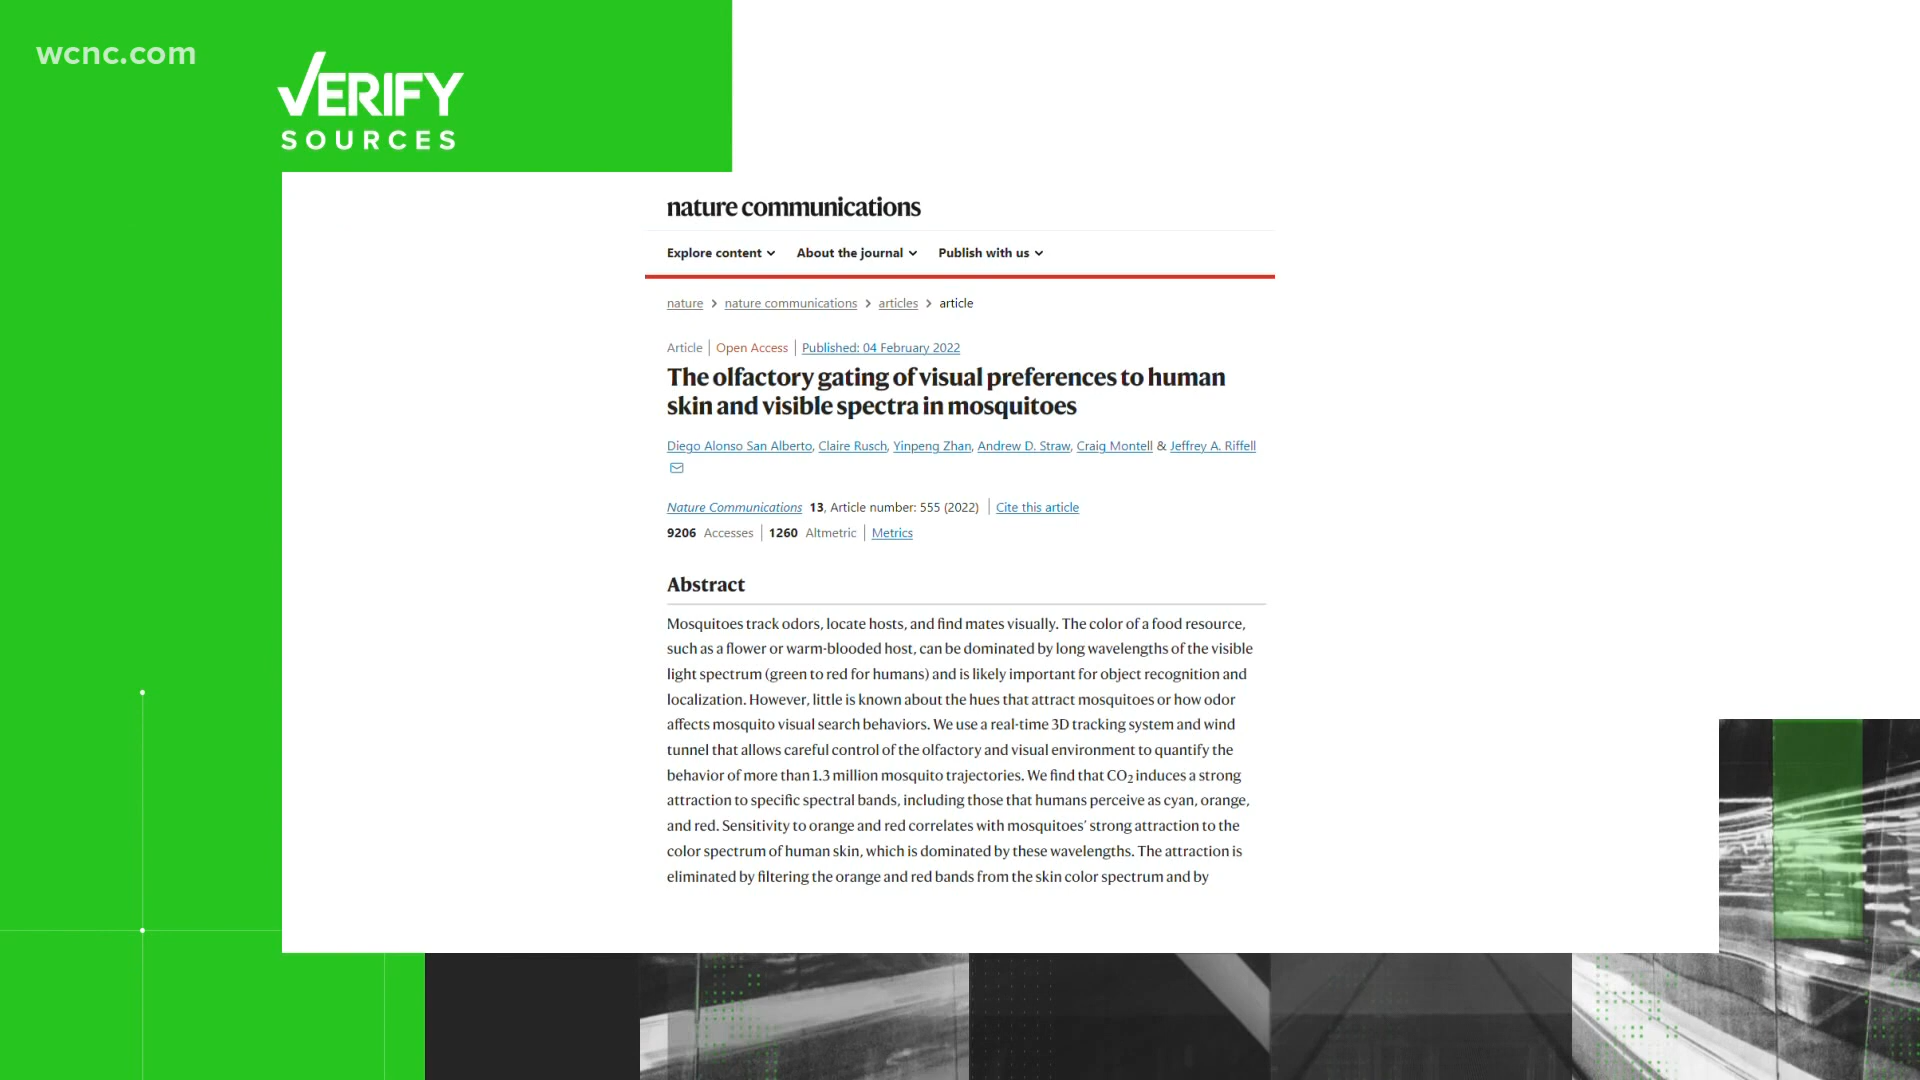 wcnc.com
VERIFY
SOURCES
nature communications
Explore content About the journal Publish with us
nature > nature communications > articles > article
Article | Open Access | Published: 04 February 2022
The olfactory gating of visual preferences to human
skin and visible spectra in mosquitoes
Diego Alonso San Alberto, Claire Rusch, Yinpeng Zhan, Andrew D. Straw, Craig Montell & Jeffrey A. Riffell
Nature Communications 13, Article number: 555 (2022) | Cite this article
9206 Accesses | 1260 Altmetric | Metrics
Abstract
Mosquitoes track odors, locate hosts, and find mates visually. The color of a food resource,
such as a flower or warm-blooded host, can be dominated by long wavelengths of the visible
light spectrum (green to red for humans) and is likely important for object recognition and
localization. However, little is known about the hues that attract mosquitoes or how odor
affects mosquito visual search behaviors. We use a real-time 3D tracking system and wind
tunnel that allows careful control of the olfactory and visual environment to quantify the
behavior of more than 1.3 million mosquito trajectories. We find that CO₂ induces a strong
attraction to specific spectral bands, including those that humans perceive as cyan, orange,
and red. Sensitivity to orange and red correlates with mosquitoes’ strong attraction to the
color spectrum of human skin, which is dominated by these wavelengths. The attraction is
eliminated by filtering the orange and red bands from the skin color spectrum and by